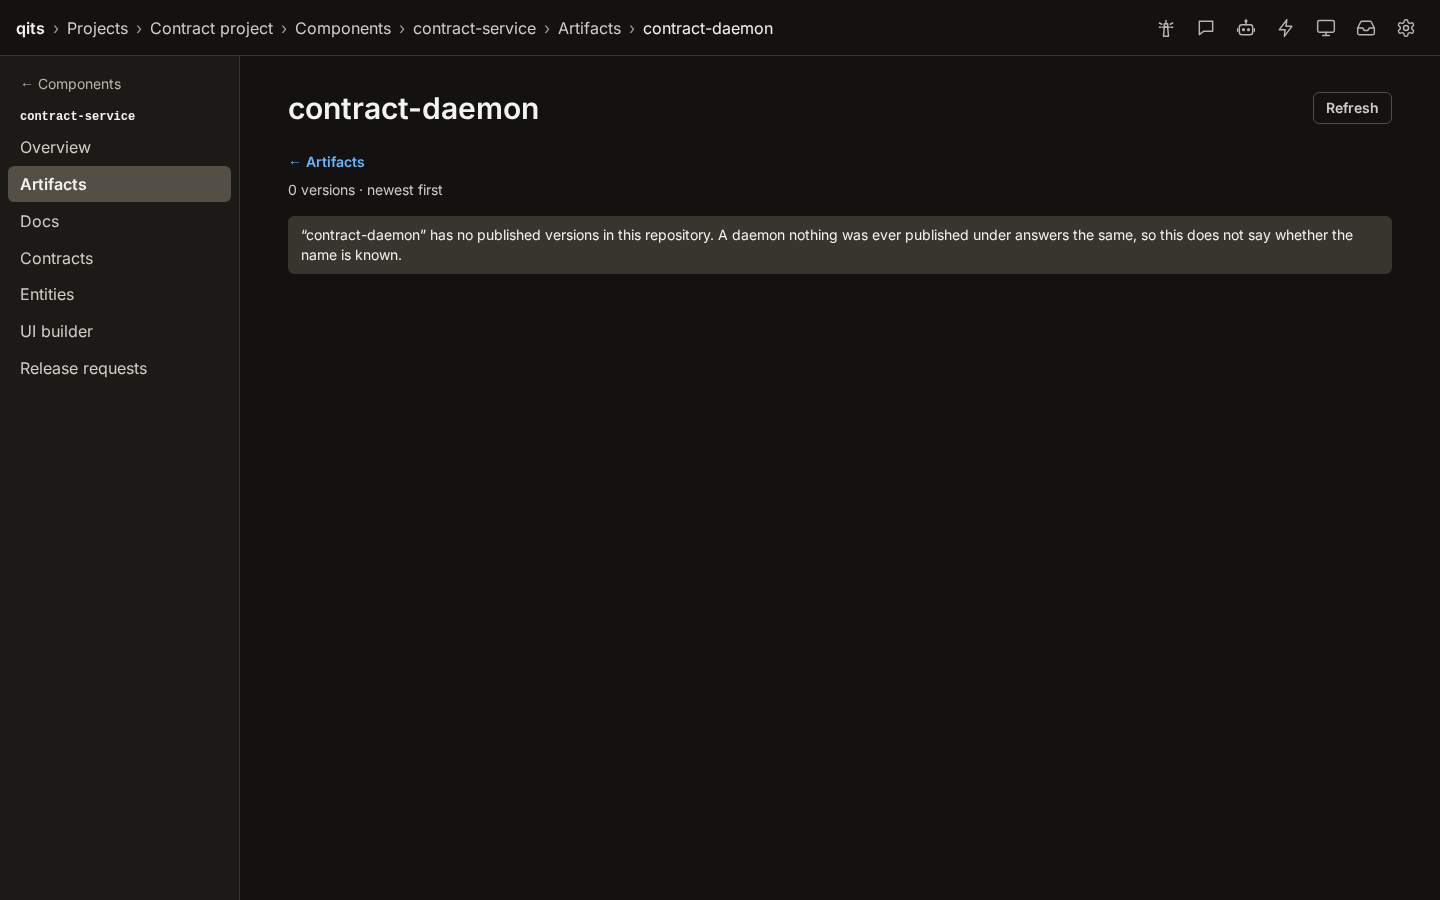 qits › Projects › Contract project › Components › contract-service › Artifacts › contract-daemon
← Components
contract-service
Overview
Artifacts
Docs
Contracts
Entities
UI builder
Release requests
contract-daemon
Refresh
← Artifacts
0 versions · newest first
“contract-daemon” has no published versions in this repository. A daemon nothing was ever published under answers the same, so this does not say whether the
name is known.